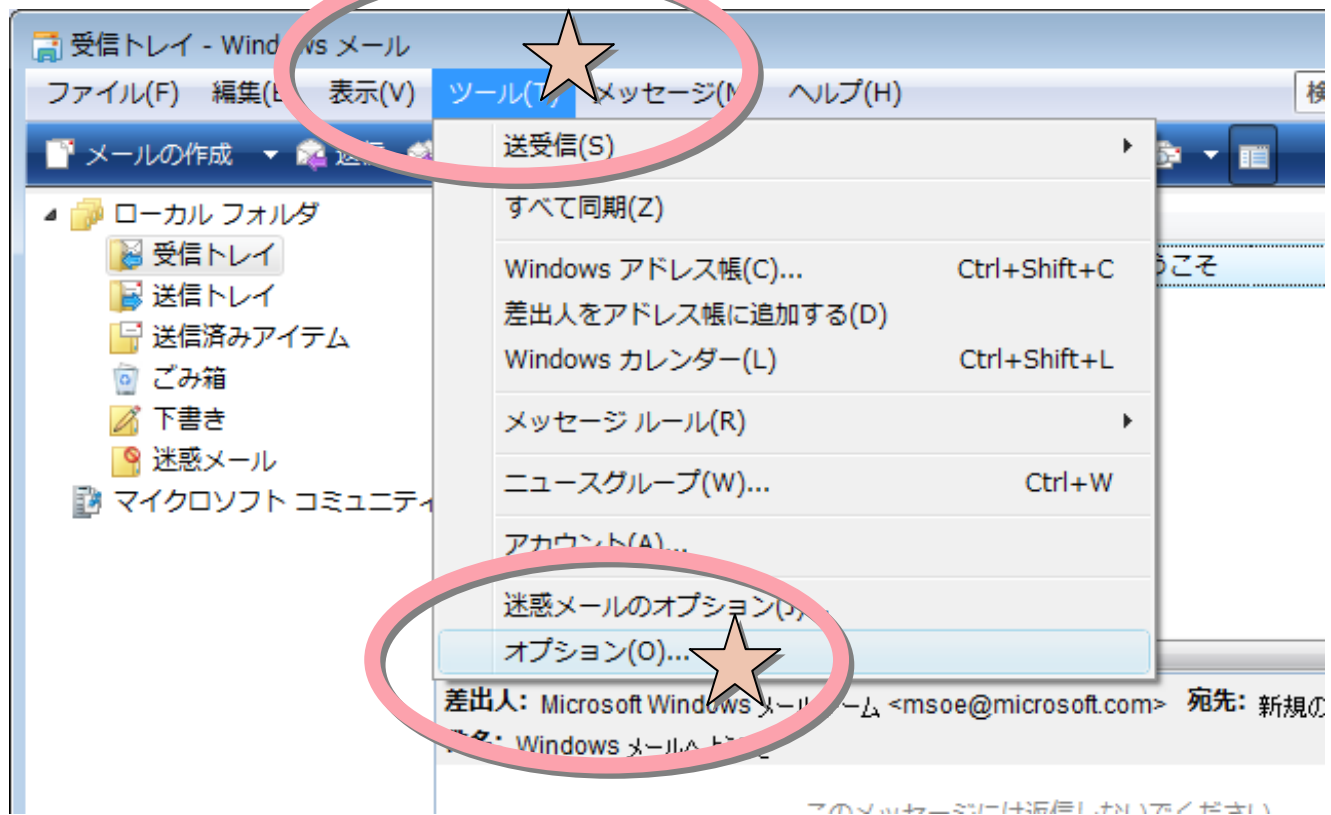 受信トレイ - Windows メール
ファイル(F) 編集(E 表示(V) ツール(T) メッセージ(M ヘルプ(H)
メールの作成 送信
ローカル フォルダ
受信トレイ
送信トレイ
送信済みアイテム
ごみ箱
下書き
迷惑メール
マイクロソフト コミュニティ
送受信(S)
すべて同期(Z)
Windows アドレス帳(C)... Ctrl+Shift+C
差出人をアドレス帳に追加する(D)
Windows カレンダー(L) Ctrl+Shift+L
メッセージ ルール(R)
ニュースグループ(W)... Ctrl+W
アカウント(A)...
迷惑メールのオプション(J)...
オプション(O)...
うこそ
差出人: Microsoft Windows メール チーム <msoe@microsoft.com> 宛先: 新規の
件名: Windows メールへようこそ
このメッセージには返信しないでください